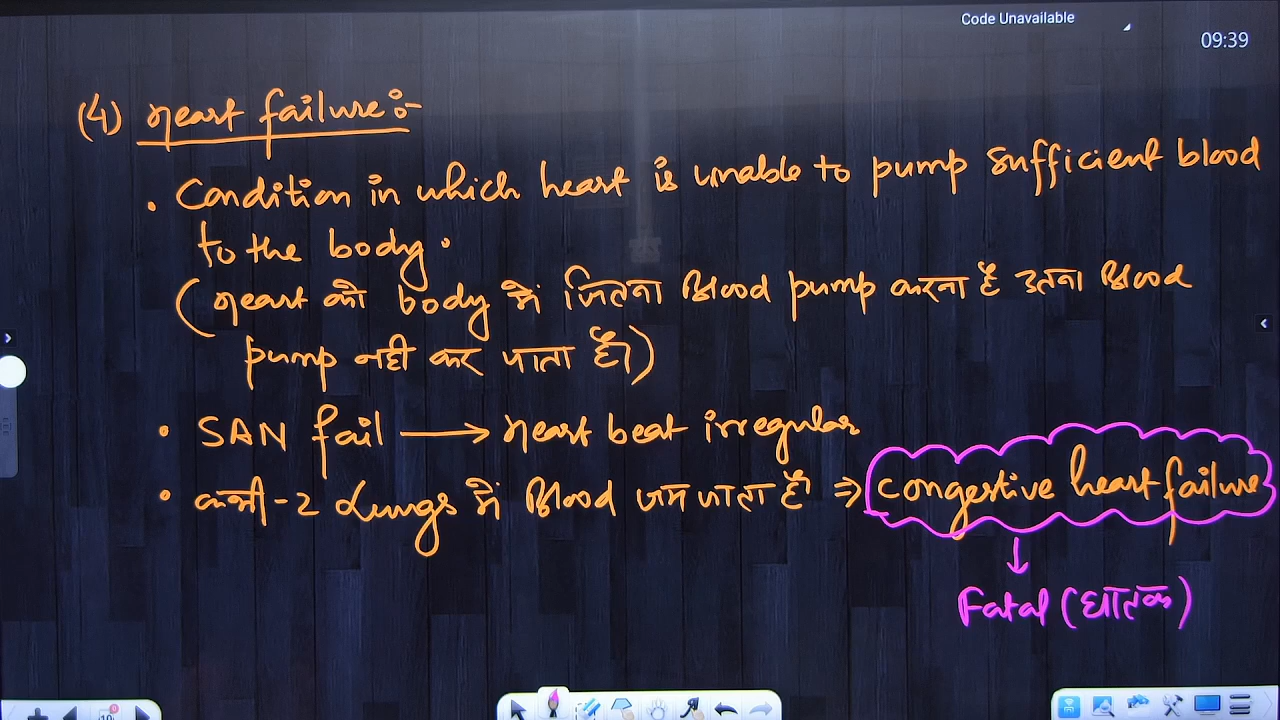 Code Unavailable
09:39
(4) Heart failure:-
. Condition in which heart is unable to pump sufficient blood
to the body.
(Heart को body में जितना Blood pump करना है उतना Blood
pump नही कर पाता है।)
• SAN fail → Heart beat irregular
• कभी-2 Lungs में Blood जम जाता है ⇒ Congestive heart failure
↓
Fatal (घातक)